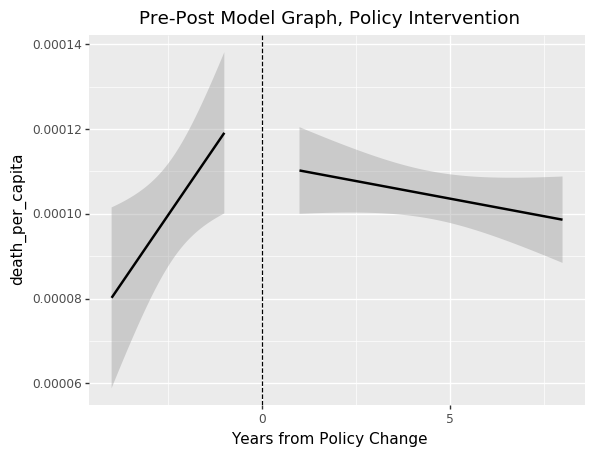 Pre-Post Model Graph, Policy Intervention
0.00014
0.00012
0.00010
0.00008
0.00006
death_per_capita
0
5
Years from Policy Change